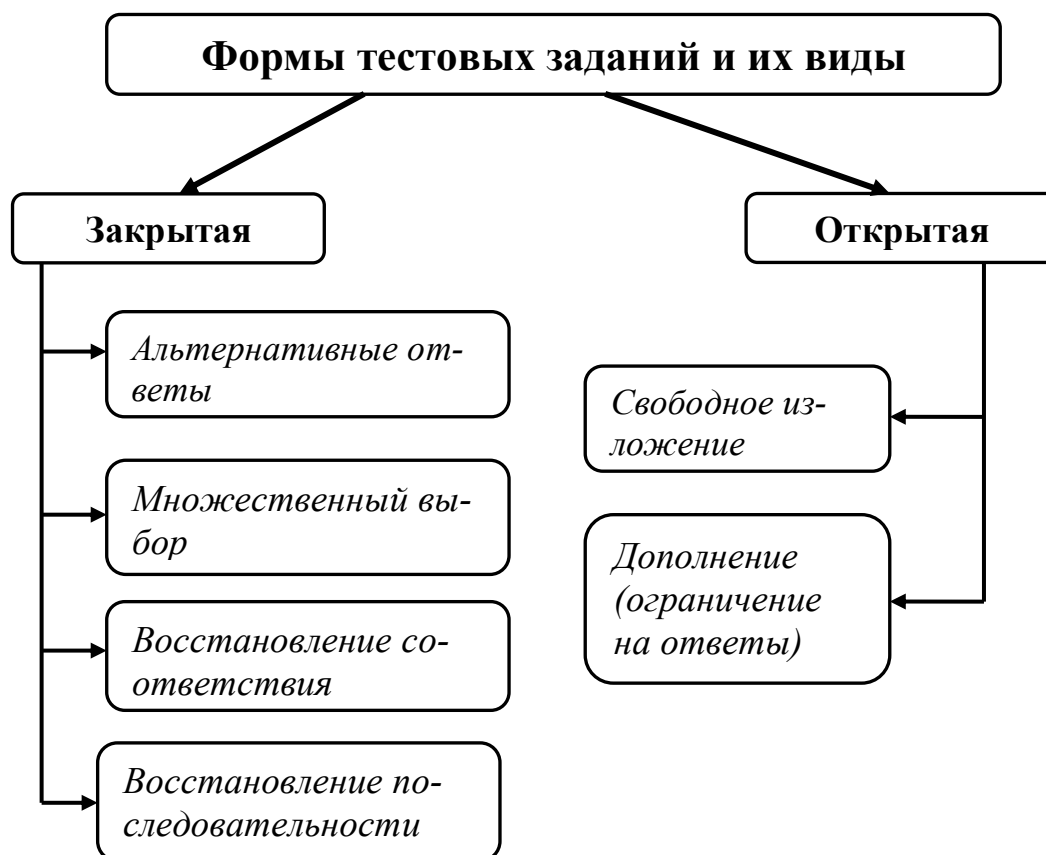 Формы тестовых заданий и их виды
Закрытая
Альтернативные от-
веты
Множественный вы-
бор
Восстановление со-
ответствия
Восстановление по-
следовательности
Открытая
Свободное из-
ложение
Дополнение
(ограничение
на ответы)